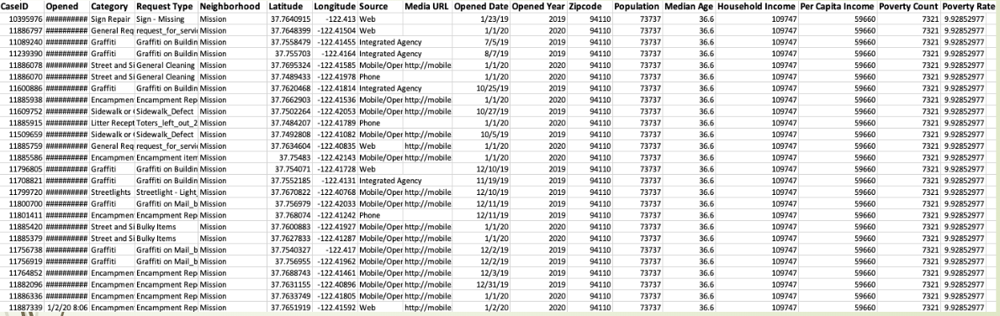 CaseID Opened Category Request Type Neighborhood Latitude Longitude Source Media URL Opened Date Opened Year Zipcode Population Median Age Household Income Per Capita Income Poverty Count Poverty Rate
10395976 ########## Sign Repair Sign - Missing Mission 37.7640915 -122.413 Web 1/23/19 2019 94110 73737 36.6 109747 59660 7321 9.92852977
11886797 ########## General Req request_for_servi Mission 37.7648399 -122.41504 Web 1/1/20 2020 94110 73737 36.6 109747 59660 7321 9.92852977
11089240 ########## Graffiti Graffiti on Buildin Mission 37.7558479 -122.41455 Integrated Agency 7/5/19 2019 94110 73737 36.6 109747 59660 7321 9.92852977
11239390 ########## Graffiti Graffiti on Buildin Mission 37.755703 -122.4164 Integrated Agency 8/7/19 2019 94110 73737 36.6 109747 59660 7321 9.92852977
11886078 ########## Street and Si General Cleaning Mission 37.7695324 -122.41585 Mobile/Oper http://mobile 1/1/20 2020 94110 73737 36.6 109747 59660 7321 9.92852977
11886070 ########## Street and Si General Cleaning Mission 37.7489433 -122.41978 Phone 1/1/20 2020 94110 73737 36.6 109747 59660 7321 9.92852977
11600886 ########## Graffiti Graffiti on Buildin Mission 37.7620468 -122.41814 Integrated Agency 10/25/19 2019 94110 73737 36.6 109747 59660 7321 9.92852977
11885938 ########## Encampmen Encampment Rep Mission 37.7662903 -122.41536 Mobile/Oper http://mobile 1/1/20 2020 94110 73737 36.6 109747 59660 7321 9.92852977
11609752 ########## Sidewalk or ( Sidewalk_Defect Mission 37.7502264 -122.42053 Mobile/Oper http://mobile 10/27/19 2019 94110 73737 36.6 109747 59660 7321 9.92852977
11885915 ########## Litter Recept Toters_left_out_2 Mission 37.7484207 -122.41789 Phone 1/1/20 2020 94110 73737 36.6 109747 59660 7321 9.92852977
11509659 ########## Sidewalk or ( Sidewalk_Defect Mission 37.7492808 -122.41082 Mobile/Oper http://mobile 10/5/19 2019 94110 73737 36.6 109747 59660 7321 9.92852977
11885759 ########## General Req request_for_servi Mission 37.7634604 -122.40835 Web http://mobile 1/1/20 2020 94110 73737 36.6 109747 59660 7321 9.92852977
11885586 ########## Encampmen Encampment item Mission 37.75483 -122.42143 Mobile/Oper http://mobile 1/1/20 2020 94110 73737 36.6 109747 59660 7321 9.92852977
11796805 ########## Graffiti Graffiti on Buildin Mission 37.754071 -122.41728 Web 12/10/19 2019 94110 73737 36.6 109747 59660 7321 9.92852977
11708821 ########## Graffiti Graffiti on Buildin Mission 37.7552185 -122.4131 Integrated Agency 11/19/19 2019 94110 73737 36.6 109747 59660 7321 9.92852977
11799720 ########## Streetlights Streetlight - Light_ Mission 37.7670822 -122.40768 Mobile/Oper http://mobile 12/10/19 2019 94110 73737 36.6 109747 59660 7321 9.92852977
11800700 ########## Graffiti Graffiti on Mail_b Mission 37.756979 -122.42033 Mobile/Oper http://mobile 12/11/19 2019 94110 73737 36.6 109747 59660 7321 9.92852977
11801411 ########## Encampmen Encampment Rep Mission 37.768074 -122.41242 Phone 12/11/19 2019 94110 73737 36.6 109747 59660 7321 9.92852977
11885420 ########## Street and Si Bulky Items Mission 37.7600883 -122.41927 Mobile/Oper http://mobile 1/1/20 2020 94110 73737 36.6 109747 59660 7321 9.92852977
11885379 ########## Street and Si Bulky Items Mission 37.7627833 -122.41287 Mobile/Oper http://mobile 1/1/20 2020 94110 73737 36.6 109747 59660 7321 9.92852977
11756738 ########## Graffiti Graffiti on Mail_b Mission 37.7540327 -122.417 Mobile/Oper http://mobile 12/2/19 2019 94110 73737 36.6 109747 59660 7321 9.92852977
11756919 ########## Graffiti Graffiti on Mail_b Mission 37.756955 -122.41962 Mobile/Oper http://mobile 12/2/19 2019 94110 73737 36.6 109747 59660 7321 9.92852977
11764852 ########## Encampmen Encampment Rep Mission 37.7688743 -122.41461 Mobile/Oper http://mobile 12/3/19 2019 94110 73737 36.6 109747 59660 7321 9.92852977
11882096 ########## Encampmen Encampment Rep Mission 37.7631155 -122.40896 Mobile/Oper http://mobile 12/31/19 2019 94110 73737 36.6 109747 59660 7321 9.92852977
11886336 ########## Encampmen Encampment Rep Mission 37.7633749 -122.41805 Mobile/Oper http://mobile 1/1/20 2020 94110 73737 36.6 109747 59660 7321 9.92852977
11887339 1/2/20 8:06 Encampmen Encampment Rep Mission 37.7651919 -122.41592 Web http://mobile 1/2/20 2020 94110 73737 36.6 109747 59660 7321 9.92852977